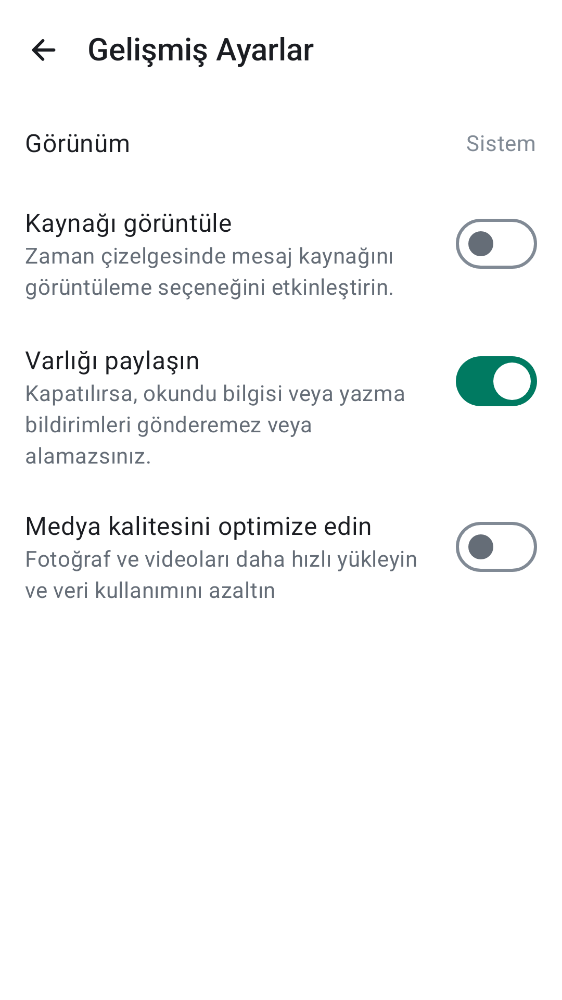 Gelişmiş Ayarlar
Görünüm
Sistem
Kaynağı görüntüle
Zaman çizelgesinde mesaj kaynağını
görüntüleme seçeneğini etkinleştirin.
Varlığı paylaşın
Kapatılırsa, okundu bilgisi veya yazma
bildirimleri gönderemez veya
alamazsınız.
Medya kalitesini optimize edin
Fotoğraf ve videoları daha hızlı yükleyin
ve veri kullanımını azaltın